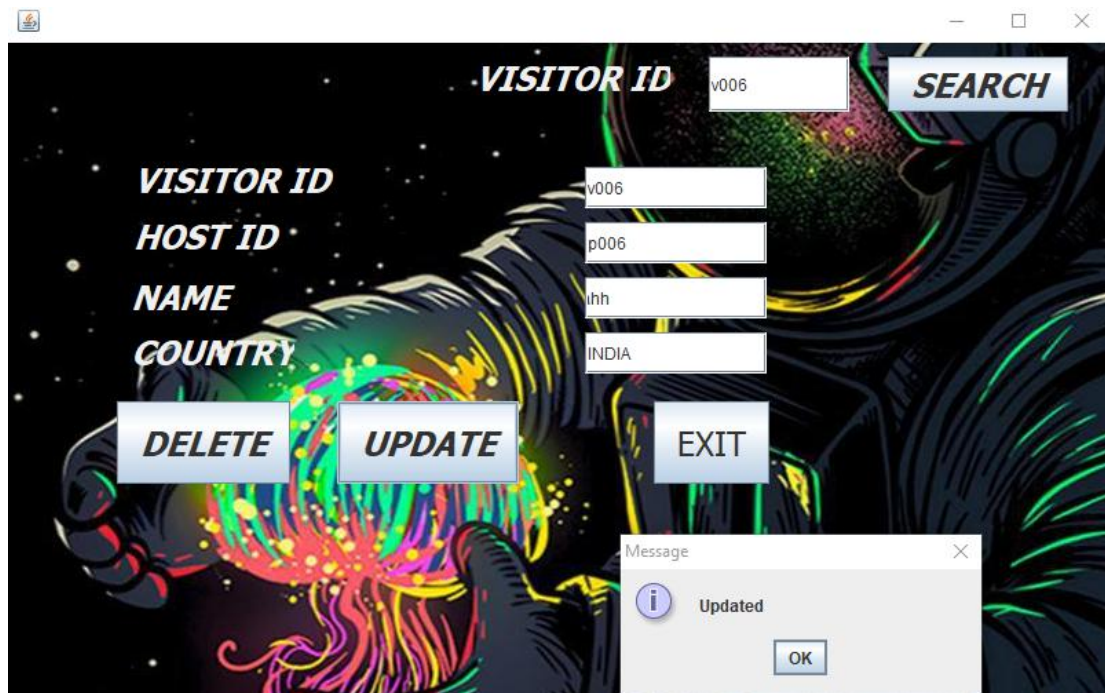 VISITOR ID v006 SEARCH
VISITOR ID v006
HOST ID p006
NAME hh
COUNTRY INDIA
DELETE UPDATE EXIT
Message
Updated
OK